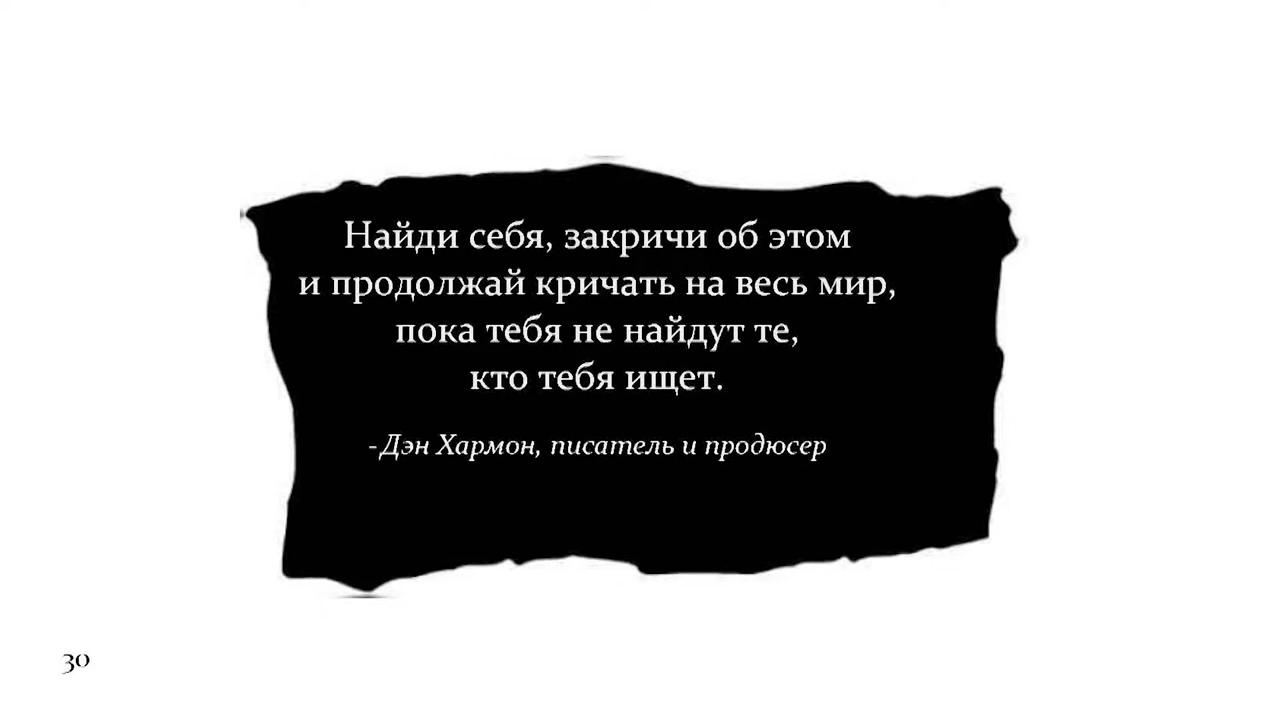 Найди себя, закричи об этом
и продолжай кричать на весь мир,
пока тебя не найдут те,
кто тебя ищет.
-Дэн Хармон, писатель и продюсер
30